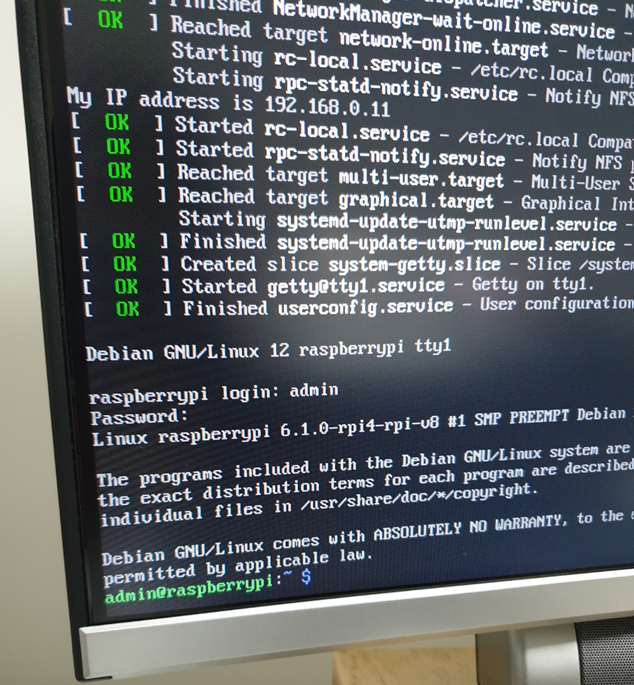 [  OK  ] Finished NetworkManager-wait-online.service -
[  OK  ] Reached target network-online.target - Network
Starting rc-local.service - /etc/rc.local Comp
Starting rpc-statd-notify.service - Notify NFS
My IP address is 192.168.0.11
[  OK  ] Started rc-local.service - /etc/rc.local Compa
[  OK  ] Started rpc-statd-notify.service - Notify NFS
[  OK  ] Reached target multi-user.target - Multi-User S
[  OK  ] Reached target graphical.target - Graphical Int
Starting systemd-update-utmp-runlevel.service -
[  OK  ] Finished systemd-update-utmp-runlevel.service -
[  OK  ] Created slice system-getty.slice - Slice /system
[  OK  ] Started getty@tty1.service - Getty on tty1.
[  OK  ] Finished userconfig.service - User configuration
Debian GNU/Linux 12 raspberrypi tty1
raspberrypi login: admin
Password:
Linux raspberrypi 6.1.0-rpi4-rpi-v8 #1 SMP PREEMPT Debian
The programs included with the Debian GNU/Linux system are
the exact distribution terms for each program are described
individual files in /usr/share/doc/*/copyright.
Debian GNU/Linux comes with ABSOLUTELY NO WARRANTY, to the
permitted by applicable law.
admin@raspberrypi:~ $